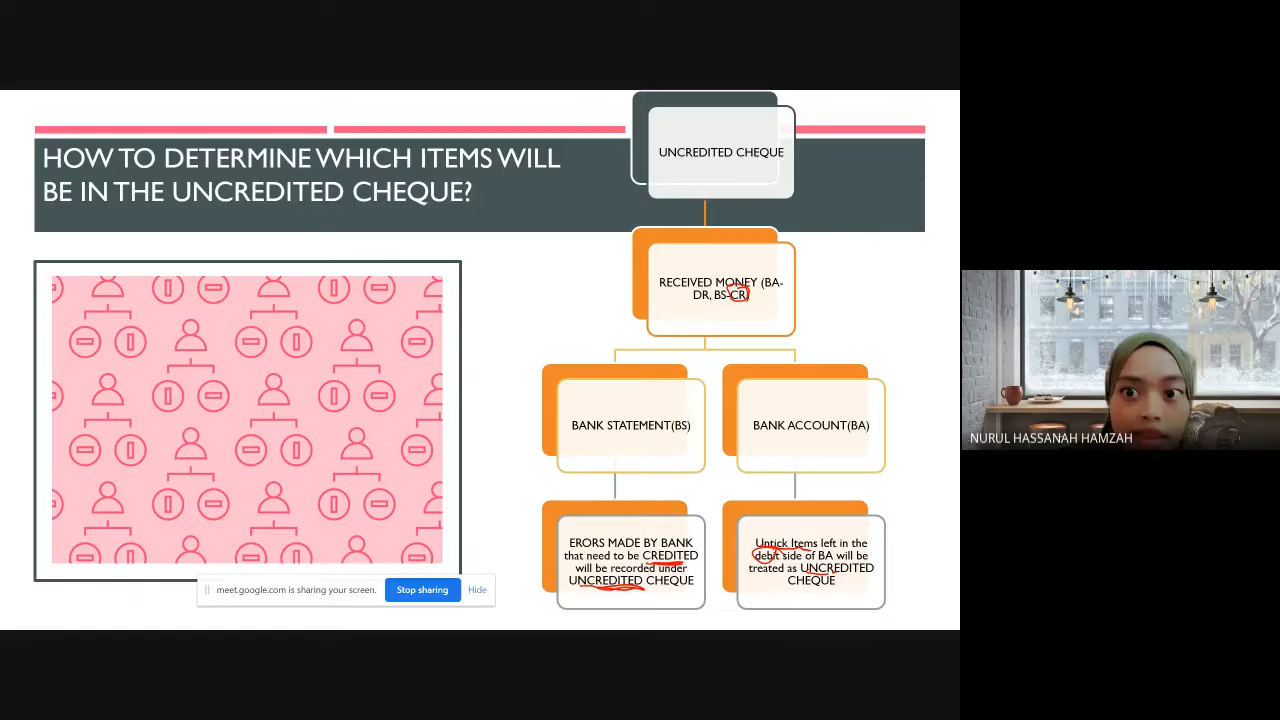 HOW TO DETERMINE WHICH ITEMS WILL
BE IN THE UNCREDITED CHEQUE?
UNCREDITED CHEQUE
RECEIVED MONEY (BA-
DR, BS-CR)
BANK STATEMENT(BS)
BANK ACCOUNT(BA)
ERORS MADE BY BANK
that need to be CREDITED
will be recorded under
UNCREDITED CHEQUE
Untick Items left in the
debit side of BA will be
treated as UNCREDITED
CHEQUE
meet.google.com is sharing your screen.
Stop sharing
Hide
NURUL HASSANAH HAMZAH